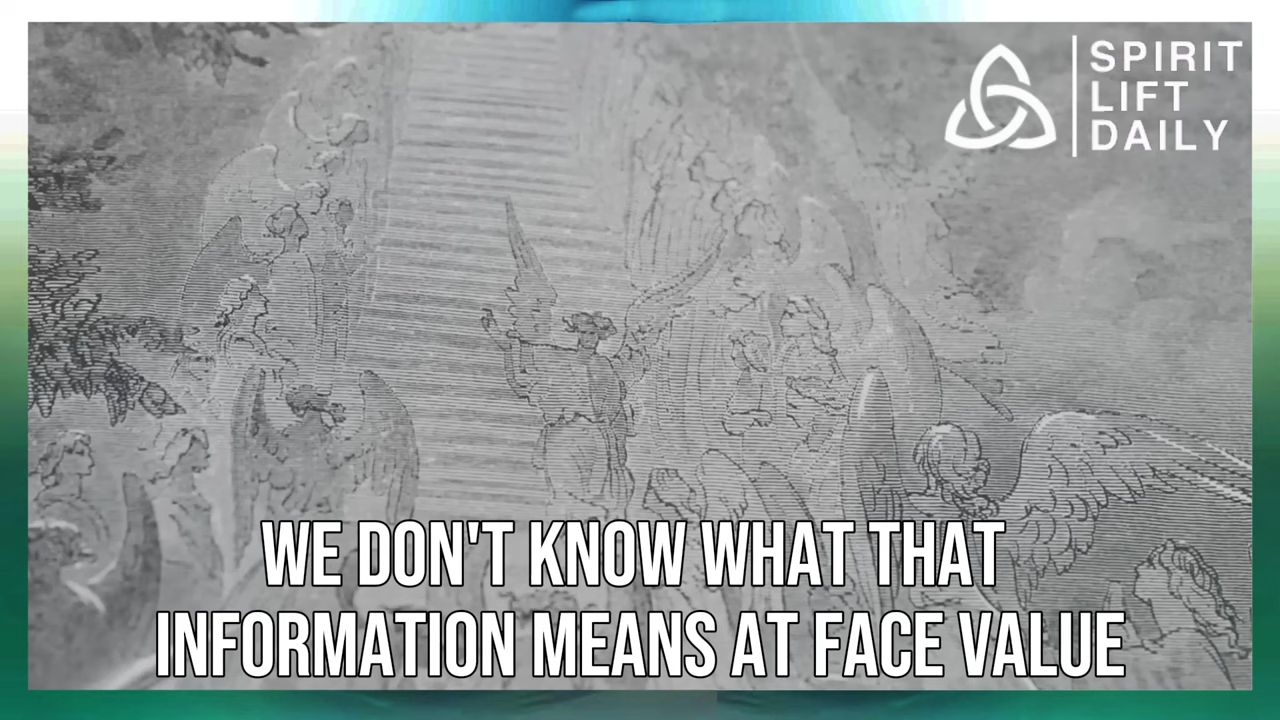 SPIRIT
LIFT
DAILY
WE DON'T KNOW WHAT THAT
INFORMATION MEANS AT FACE VALUE